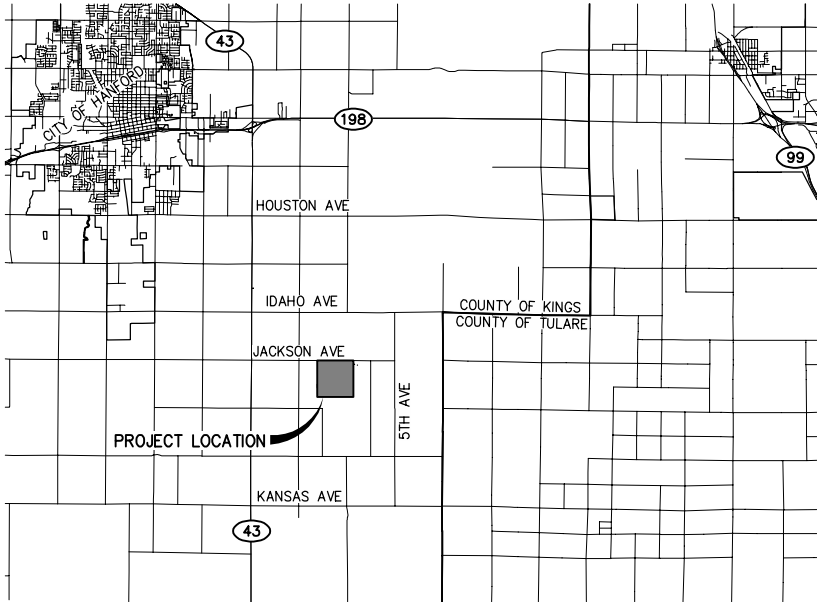 43
CITY OF HANFORD
198
99
HOUSTON AVE
IDAHO AVE
COUNTY OF KINGS
COUNTY OF TULARE
JACKSON AVE
5TH AVE
PROJECT LOCATION
KANSAS AVE
43